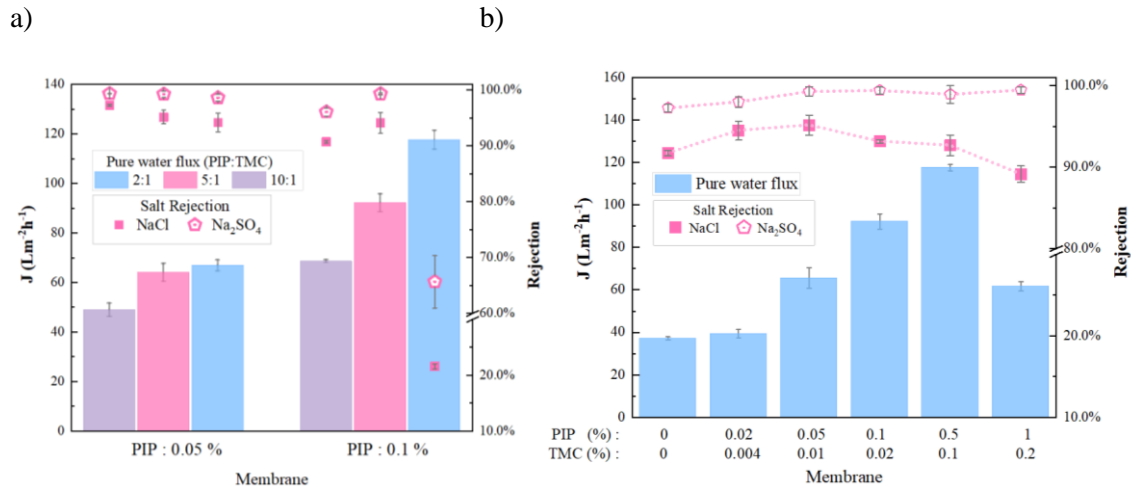 a)
b)
140
120
100
80
60
40
20
0
J (Lm⁻²h⁻¹)
Pure water flux (PIP:TMC)
2:1 5:1 10:1
Salt Rejection
NaCl Na₂SO₄
100.0%
90.0%
80.0%
70.0%
60.0%
20.0%
10.0%
Rejection
PIP : 0.05 % PIP : 0.1 %
Membrane
160
140
120
100
80
60
40
20
0
J (Lm⁻²h⁻¹)
Pure water flux
Salt Rejection
NaCl Na₂SO₄
100.0%
90.0%
80.0%
20.0%
10.0%
Rejection
PIP (%) : 0 0.02 0.05 0.1 0.5 1
TMC (%) : 0 0.004 0.01 0.02 0.1 0.2
Membrane